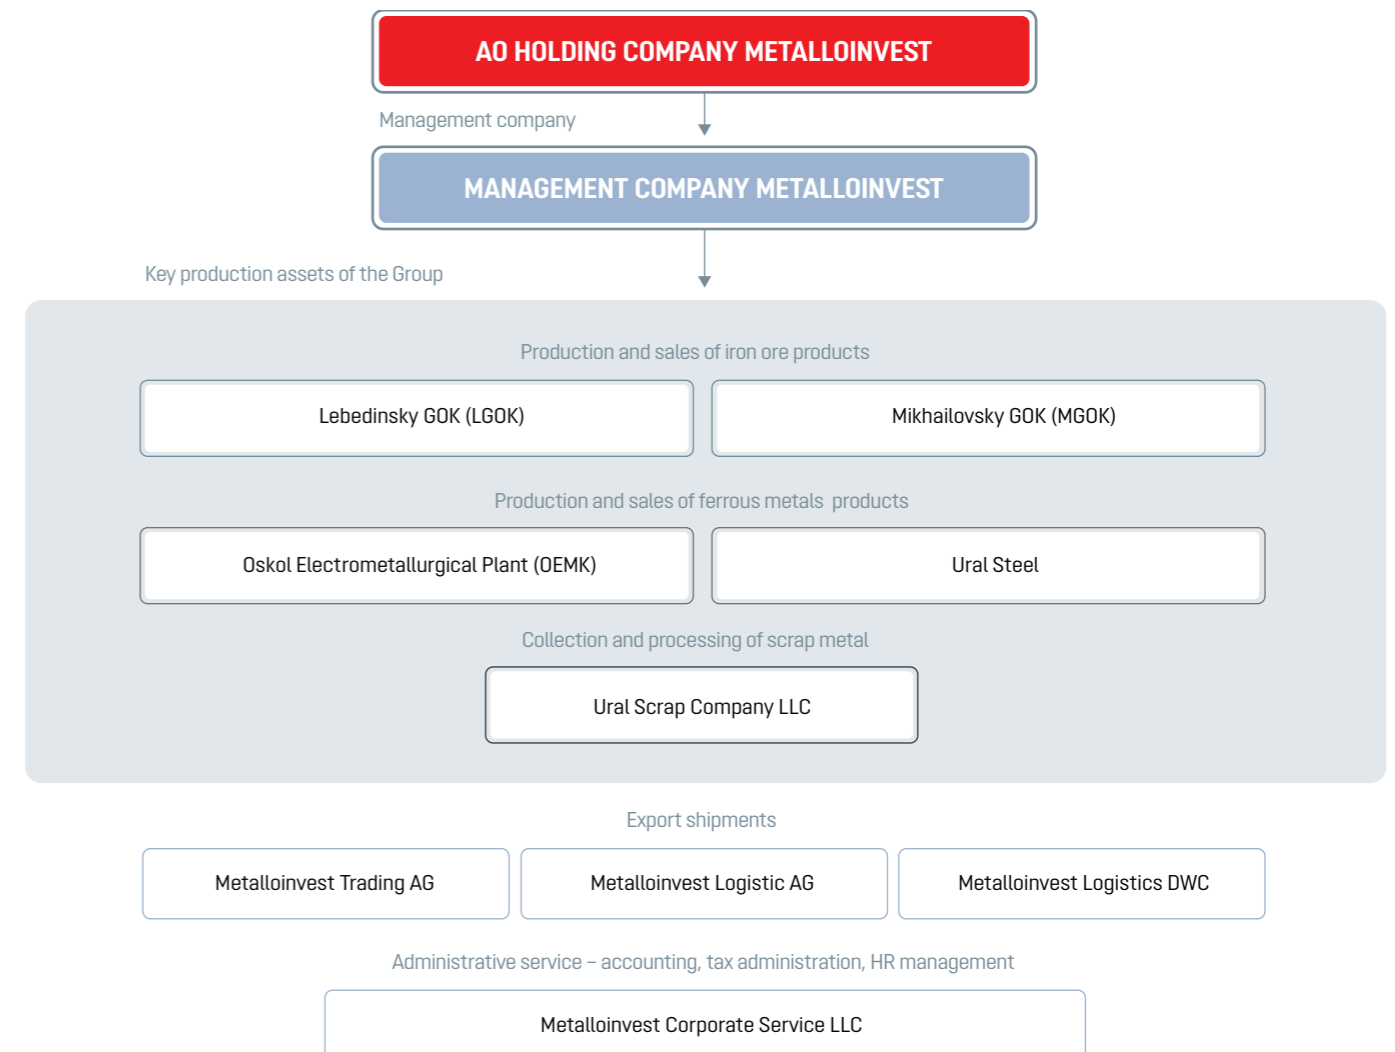 AO HOLDING COMPANY METALLOINVEST
Management company
MANAGEMENT COMPANY METALLOINVEST
Key production assets of the Group
Production and sales of iron ore products
Lebedinsky GOK (LGOK)
Mikhailovsky GOK (MGOK)
Production and sales of ferrous metals products
Oskol Electrometallurgical Plant (OEMK)
Ural Steel
Collection and processing of scrap metal
Ural Scrap Company LLC
Export shipments
Metalloinvest Trading AG
Metalloinvest Logistic AG
Metalloinvest Logistics DWC
Administrative service – accounting, tax administration, HR management
Metalloinvest Corporate Service LLC